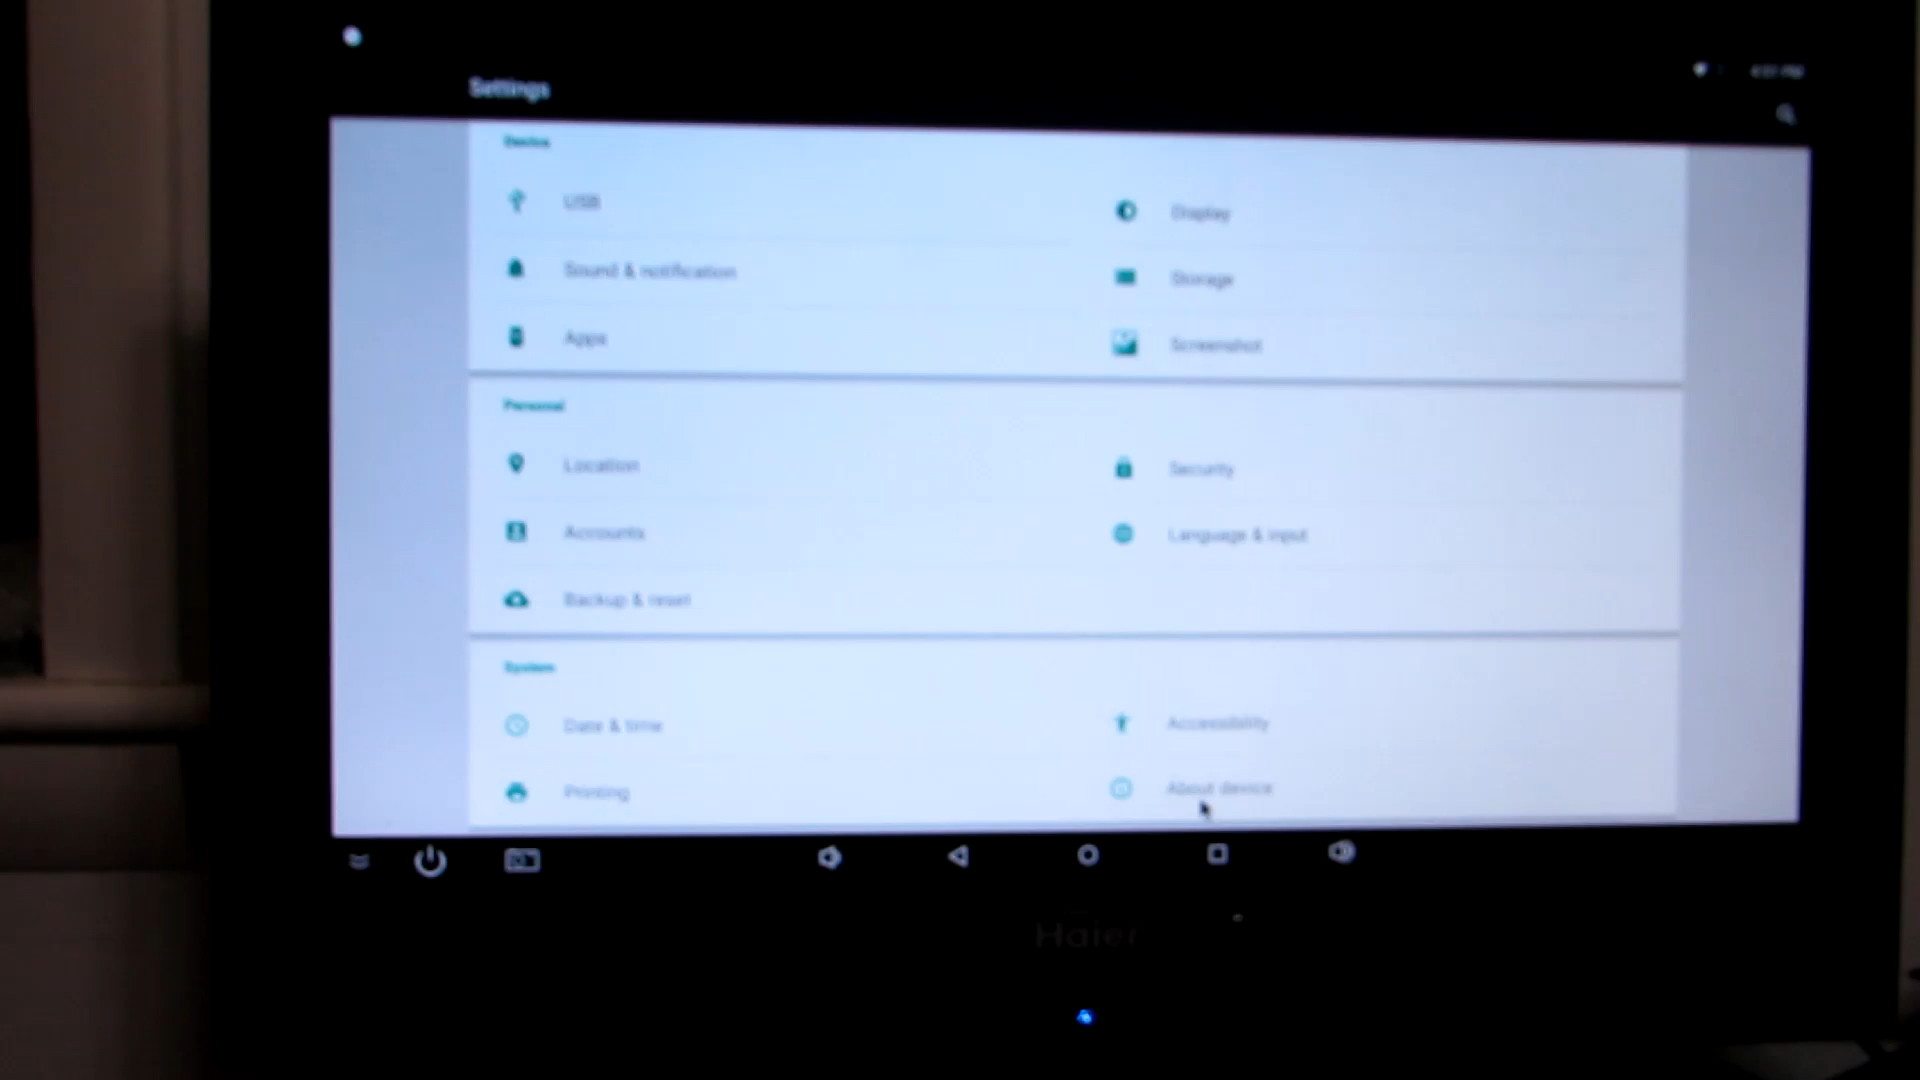 Settings
Device
USB
Display
Sound & notification
Storage
Apps
Screenshot
Personal
Location
Security
Accounts
Language & input
Backup & reset
System
Date & time
Accessibility
Printing
About device
Haier